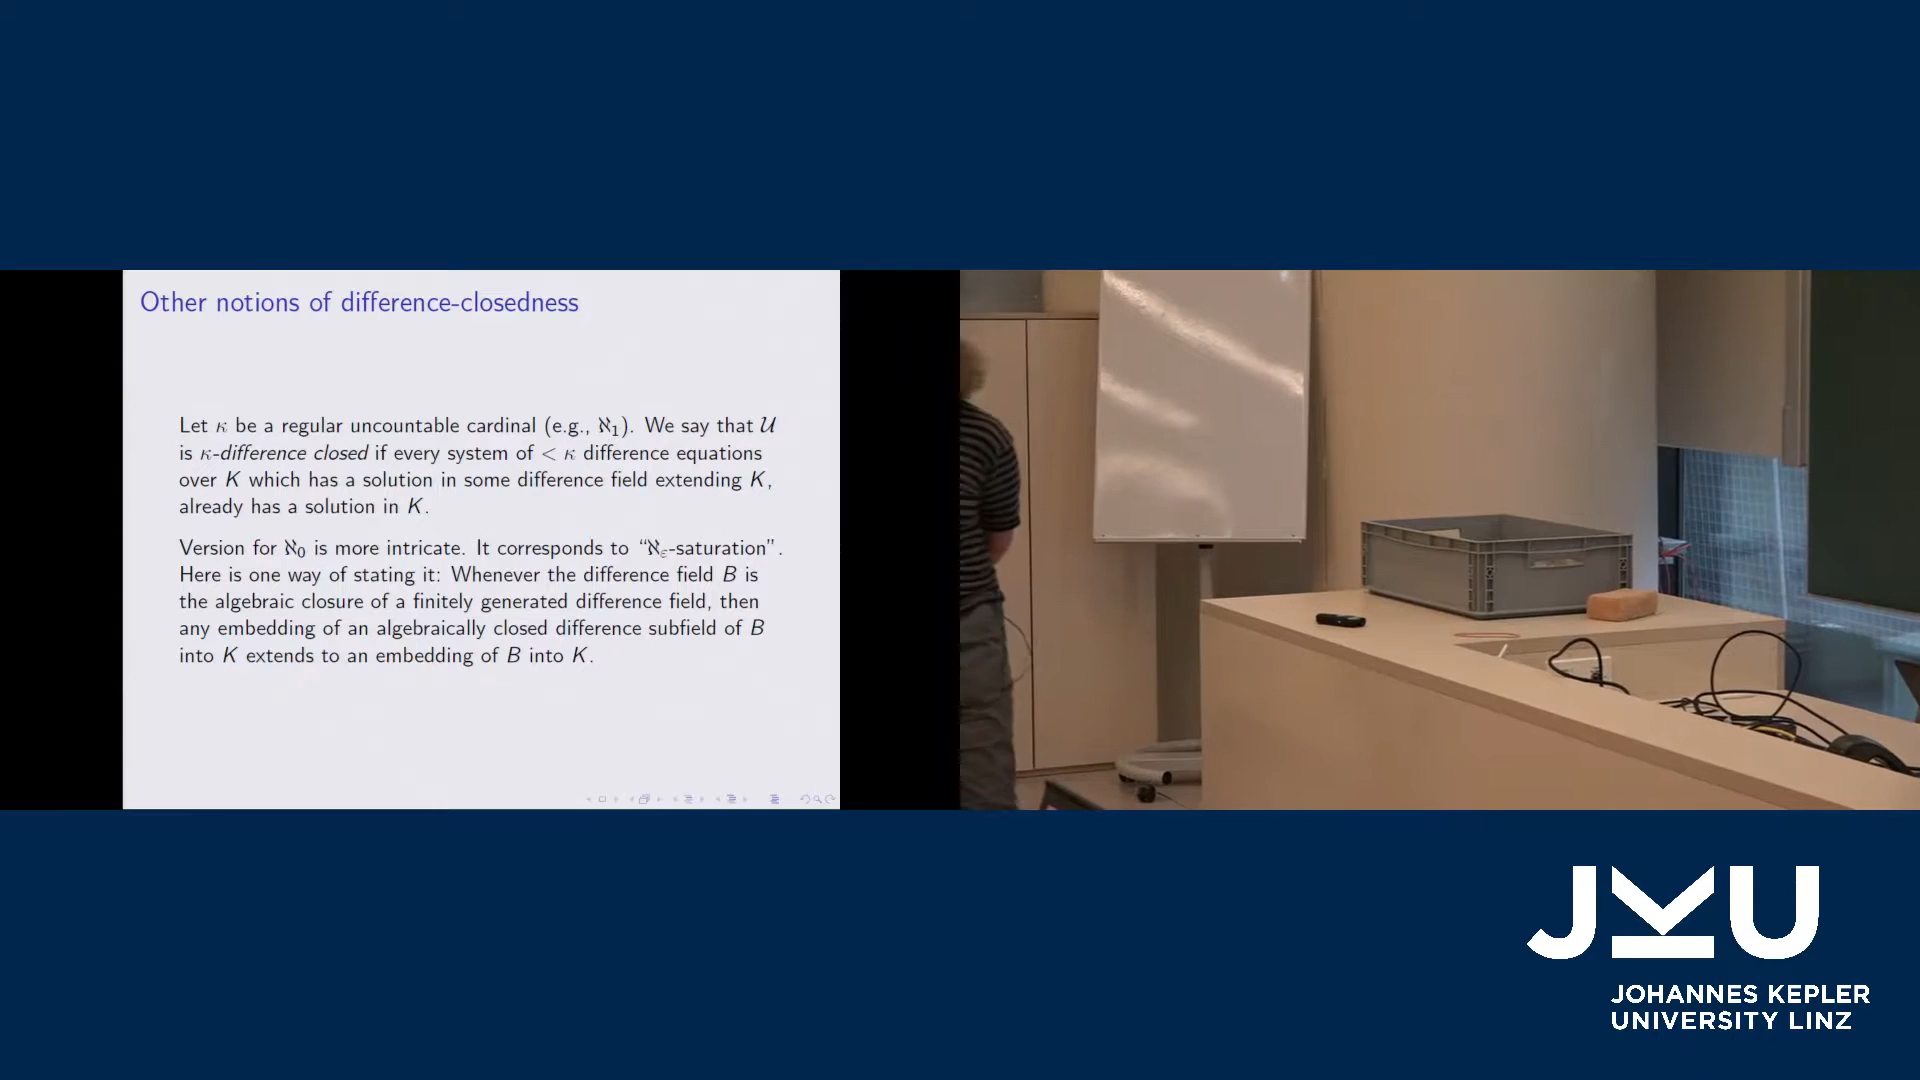 Other notions of difference-closedness
Let κ be a regular uncountable cardinal (e.g., ℵ₁). We say that 𝒰
is κ-difference closed if every system of < κ difference equations
over K which has a solution in some difference field extending K,
already has a solution in K.
Version for ℵ₀ is more intricate. It corresponds to “ℵ_ε-saturation”.
Here is one way of stating it: Whenever the difference field B is
the algebraic closure of a finitely generated difference field, then
any embedding of an algebraically closed difference subfield of B
into K extends to an embedding of B into K.
JKU
JOHANNES KEPLER
UNIVERSITY LINZ